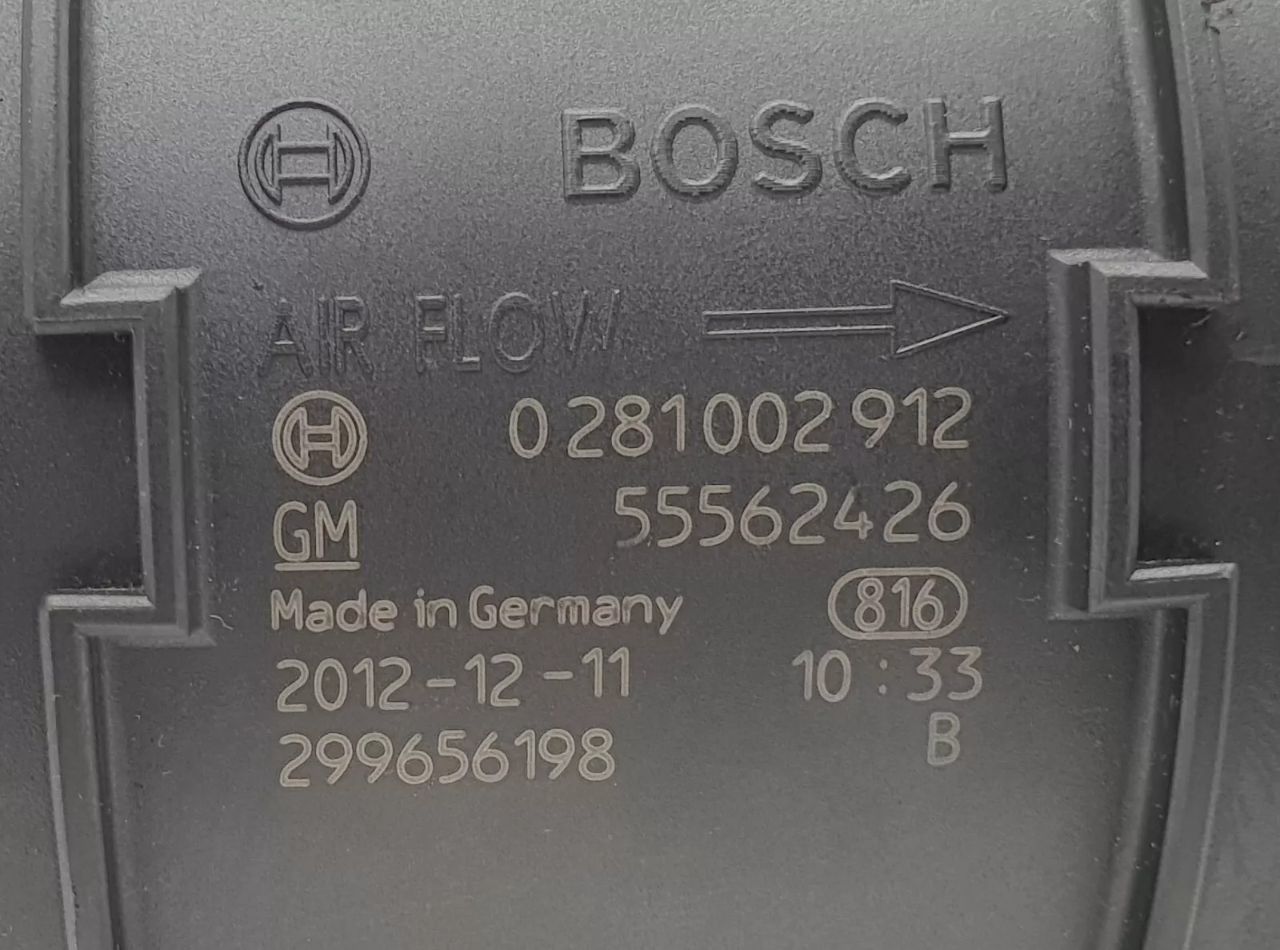 BOSCH
AIR FLOW
0 281 002 912
GM 55562426
Made in Germany 816
2012-12-11 10:33
299656198 B